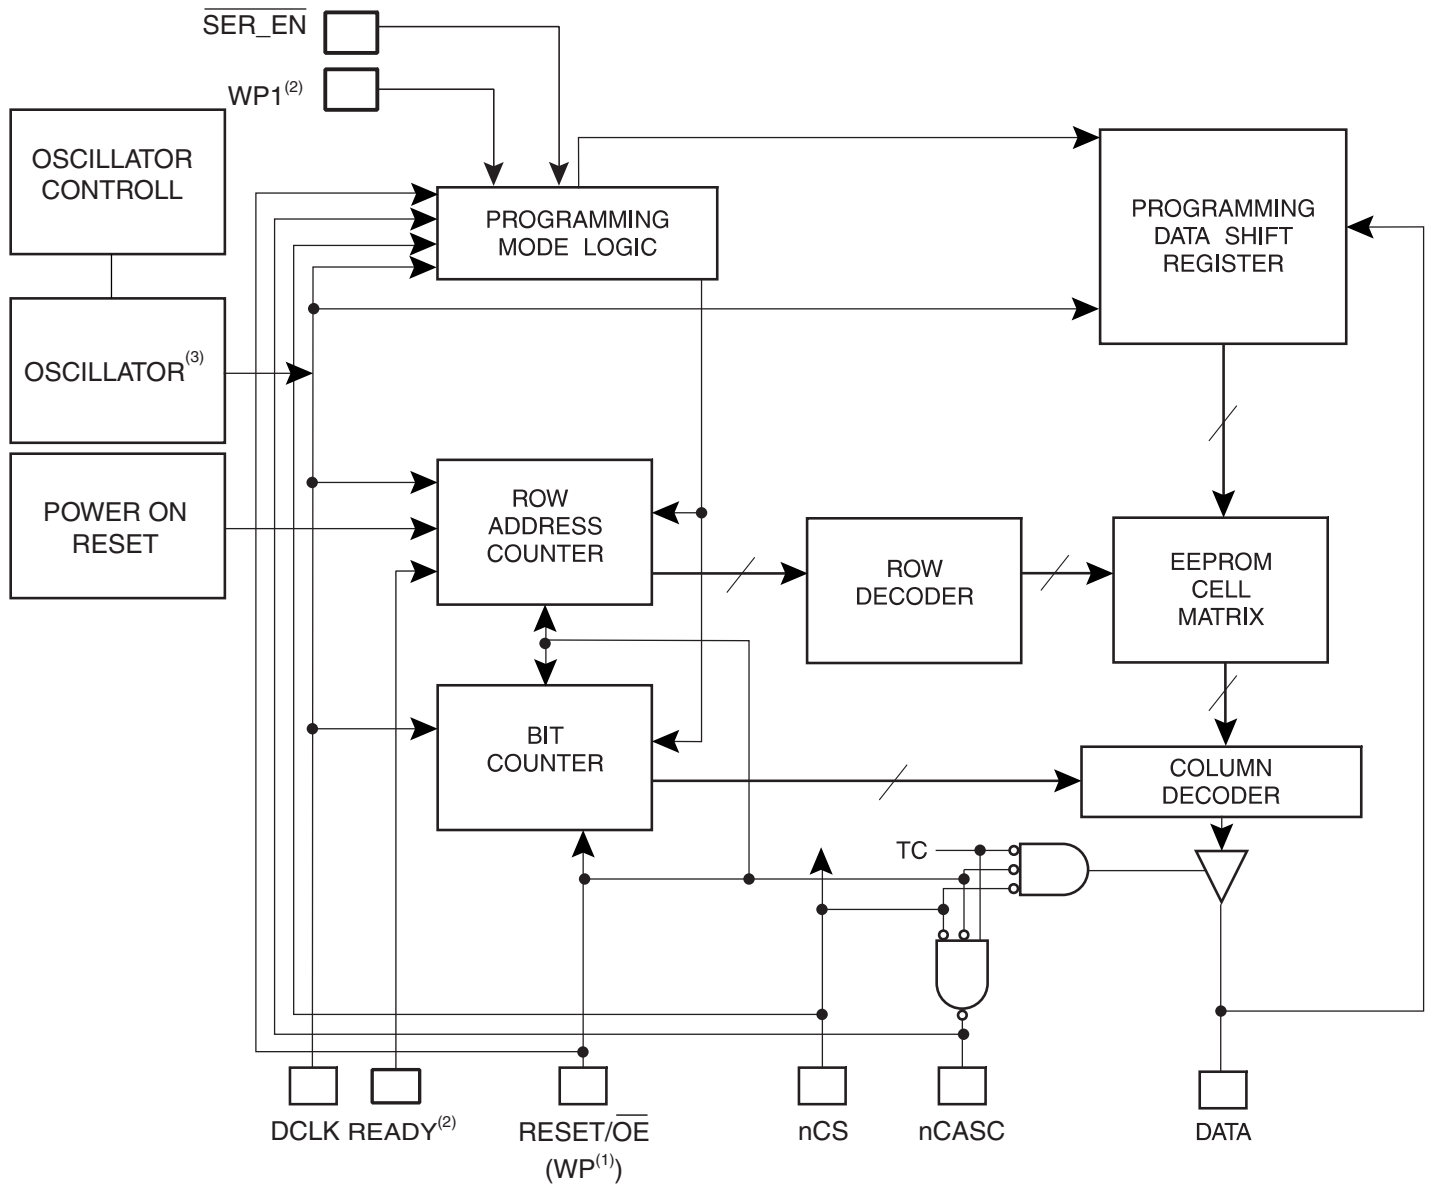 SER_EN
WP1(2)
OSCILLATOR
CONTROLL
PROGRAMMING
MODE LOGIC
PROGRAMMING
DATA SHIFT
REGISTER
OSCILLATOR(3)
POWER ON
RESET
ROW
ADDRESS
COUNTER
ROW
DECODER
EEPROM
CELL
MATRIX
BIT
COUNTER
COLUMN
DECODER
TC
DCLK
READY(2)
RESET/OE
(WP(1))
nCS
nCASC
DATA